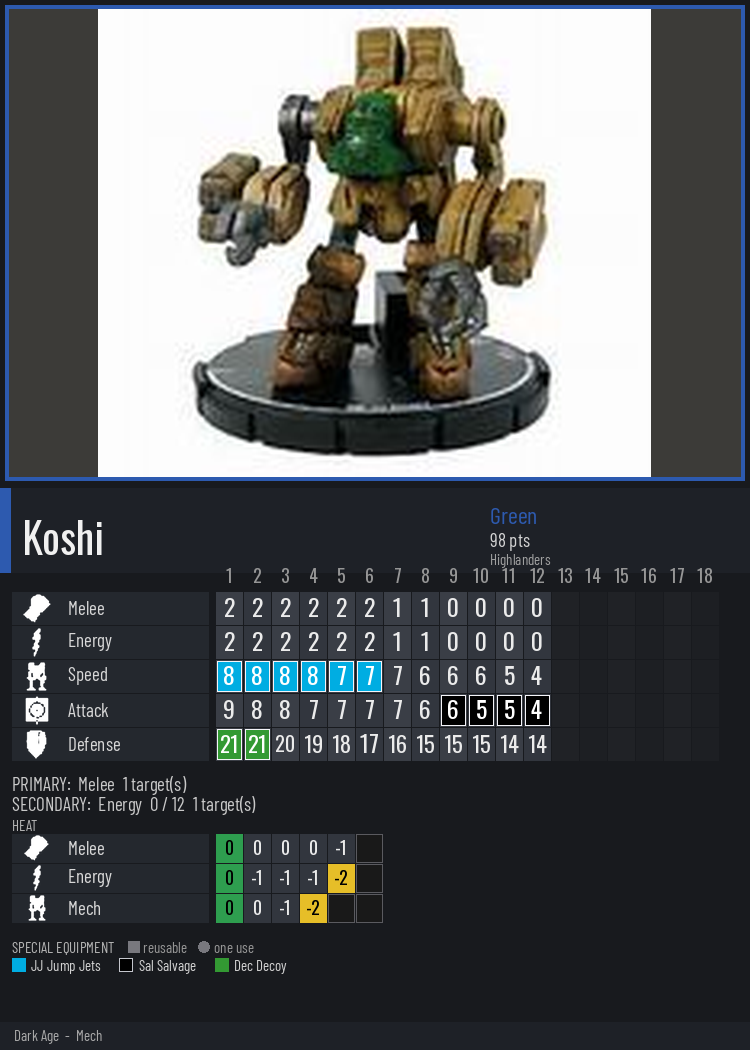 Koshi
Green
98 pts
Highlanders
1 2 3 4 5 6 7 8 9 10 11 12 13 14 15 16 17 18
Melee 2 2 2 2 2 2 1 1 0 0 0 0
Energy 2 2 2 2 2 2 1 1 0 0 0 0
Speed 8 8 8 8 7 7 7 6 6 6 5 4
Attack 9 8 8 7 7 7 7 6 6 5 5 4
Defense 21 21 20 19 18 17 16 15 15 15 14 14
PRIMARY: Melee 1 target(s)
SECONDARY: Energy 0 / 12 1 target(s)
HEAT
Melee 0 0 0 0 -1
Energy 0 -1 -1 -1 -2
Mech 0 0 -1 -2
SPECIAL EQUIPMENT reusable one use
JJ Jump Jets Sal Salvage Dec Decoy
Dark Age - Mech